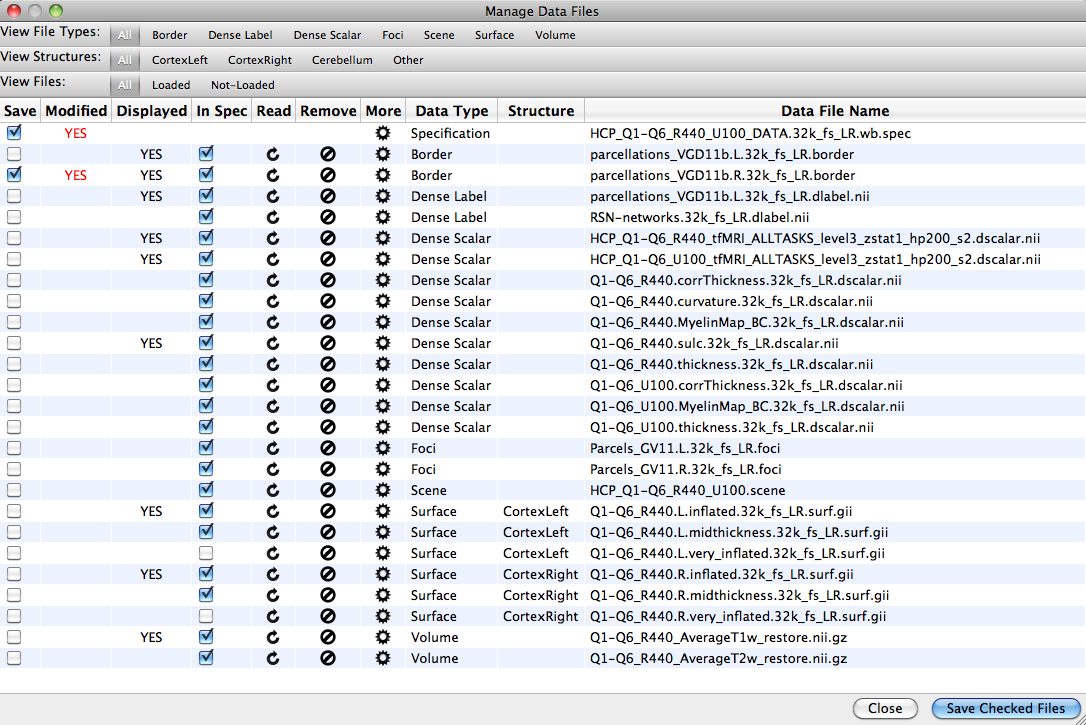 Manage Data Files
View File Types: All Border Dense Label Dense Scalar Foci Scene Surface Volume
View Structures: All CortexLeft CortexRight Cerebellum Other
View Files: All Loaded Not-Loaded
Save Modified Displayed In Spec Read Remove More Data Type Structure Data File Name
YES Specification HCP_Q1-Q6_R440_U100_DATA.32k_fs_LR.wb.spec
YES Border parcellations_VGD11b.L.32k_fs_LR.border
YES YES Border parcellations_VGD11b.R.32k_fs_LR.border
YES Dense Label parcellations_VGD11b.L.32k_fs_LR.dlabel.nii
Dense Label RSN-networks.32k_fs_LR.dlabel.nii
YES Dense Scalar HCP_Q1-Q6_R440_tfMRI_ALLTASKS_level3_zstat1_hp200_s2.dscalar.nii
YES Dense Scalar HCP_Q1-Q6_U100_tfMRI_ALLTASKS_level3_zstat1_hp200_s2.dscalar.nii
Dense Scalar Q1-Q6_R440.corrThickness.32k_fs_LR.dscalar.nii
Dense Scalar Q1-Q6_R440.curvature.32k_fs_LR.dscalar.nii
Dense Scalar Q1-Q6_R440.MyelinMap_BC.32k_fs_LR.dscalar.nii
YES Dense Scalar Q1-Q6_R440.sulc.32k_fs_LR.dscalar.nii
Dense Scalar Q1-Q6_R440.thickness.32k_fs_LR.dscalar.nii
Dense Scalar Q1-Q6_U100.corrThickness.32k_fs_LR.dscalar.nii
Dense Scalar Q1-Q6_U100.MyelinMap_BC.32k_fs_LR.dscalar.nii
Dense Scalar Q1-Q6_U100.thickness.32k_fs_LR.dscalar.nii
Foci Parcels_GV11.L.32k_fs_LR.foci
Foci Parcels_GV11.R.32k_fs_LR.foci
Scene HCP_Q1-Q6_R440_U100.scene
YES Surface CortexLeft Q1-Q6_R440.L.inflated.32k_fs_LR.surf.gii
Surface CortexLeft Q1-Q6_R440.L.midthickness.32k_fs_LR.surf.gii
Surface CortexLeft Q1-Q6_R440.L.very_inflated.32k_fs_LR.surf.gii
YES Surface CortexRight Q1-Q6_R440.R.inflated.32k_fs_LR.surf.gii
Surface CortexRight Q1-Q6_R440.R.midthickness.32k_fs_LR.surf.gii
Surface CortexRight Q1-Q6_R440.R.very_inflated.32k_fs_LR.surf.gii
YES Volume Q1-Q6_R440_AverageT1w_restore.nii.gz
Volume Q1-Q6_R440_AverageT2w_restore.nii.gz
Close Save Checked Files